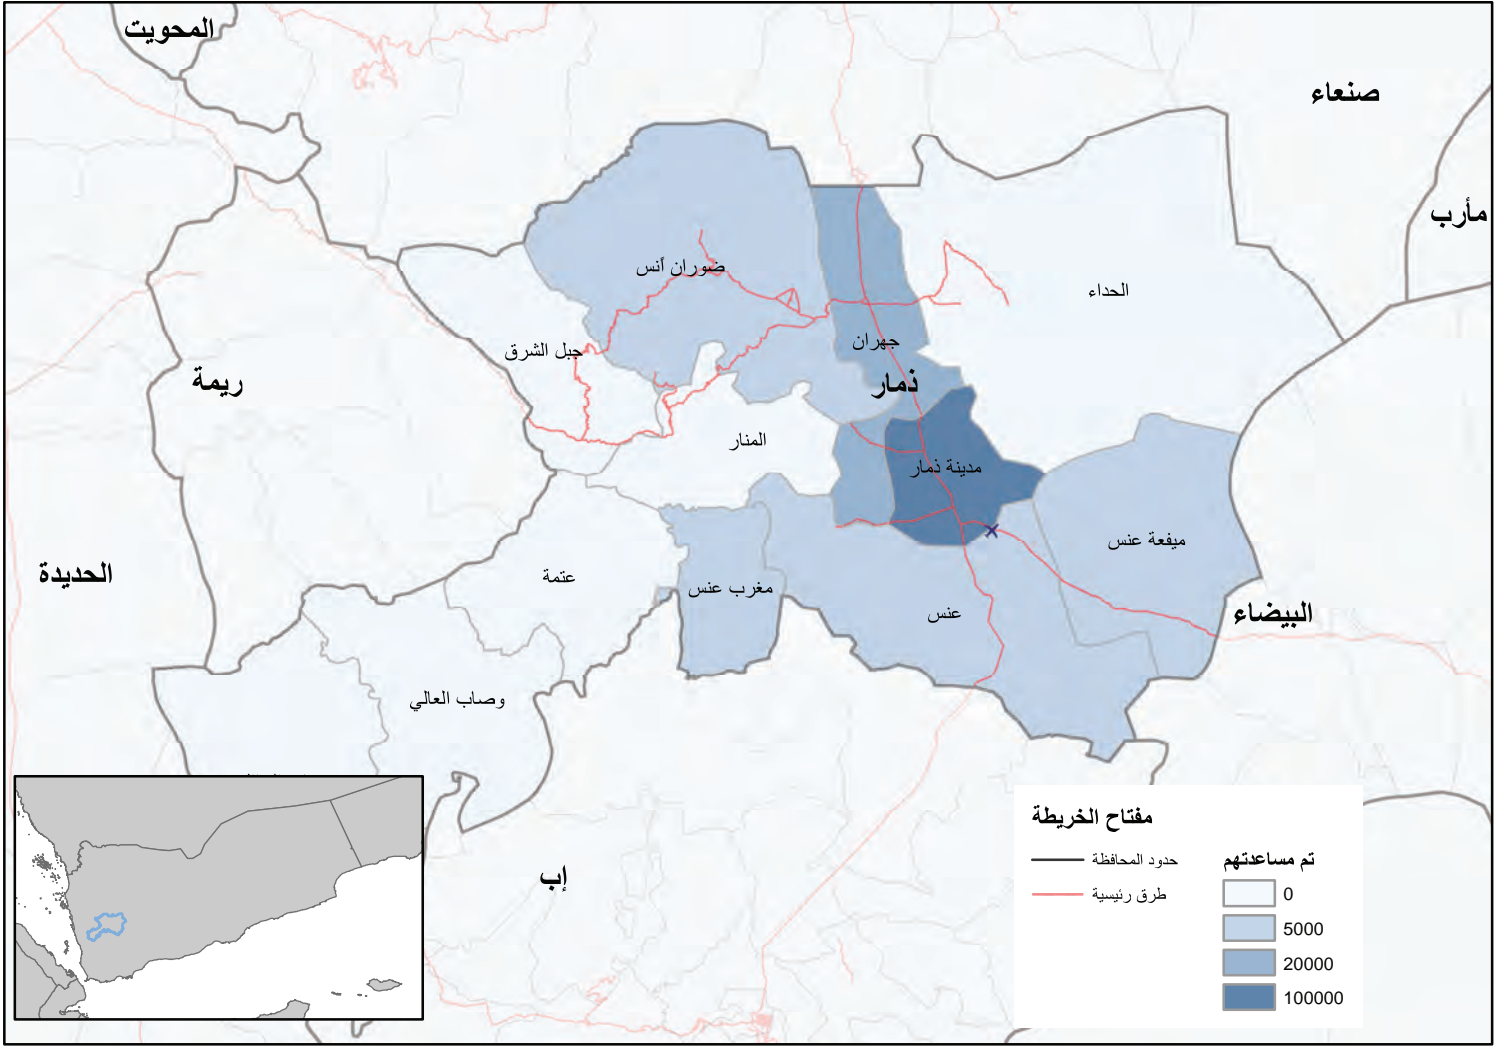 المحويت
صنعاء
مأرب
ضوران آنس
الحداء
جهران
جبل الشرق
ريمة
ذمار
المنار
مدينة ذمار
ميفعة عنس
الحديدة
عتمة
مغرب عنس
عنس
البيضاء
وصاب العالي
إب
مفتاح الخريطة
حدود المحافظة
طرق رئيسية
تم مساعدتهم
0
5000
20000
100000